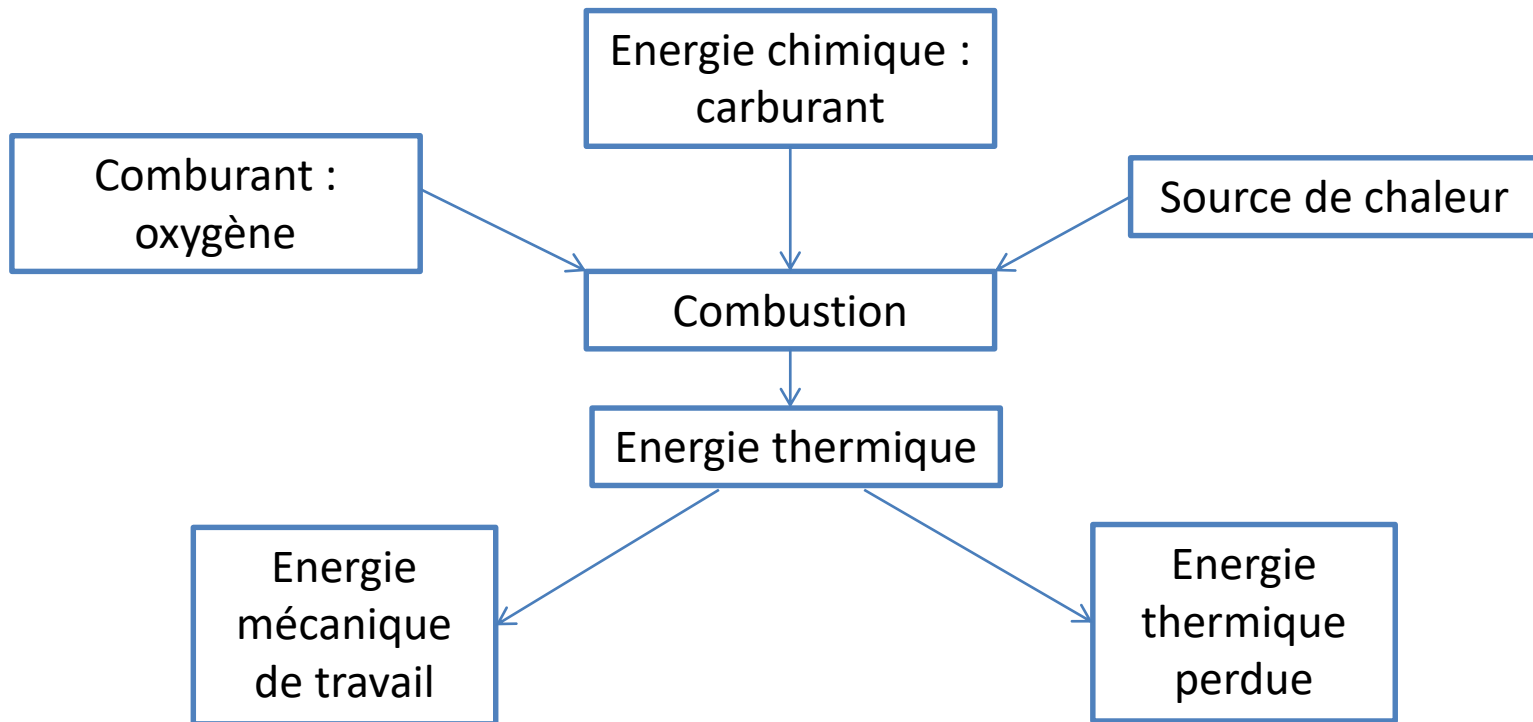 Energie chimique :
carburant
Comburant :
oxygène
Source de chaleur
Combustion
Energie thermique
Energie
mécanique
de travail
Energie
thermique
perdue